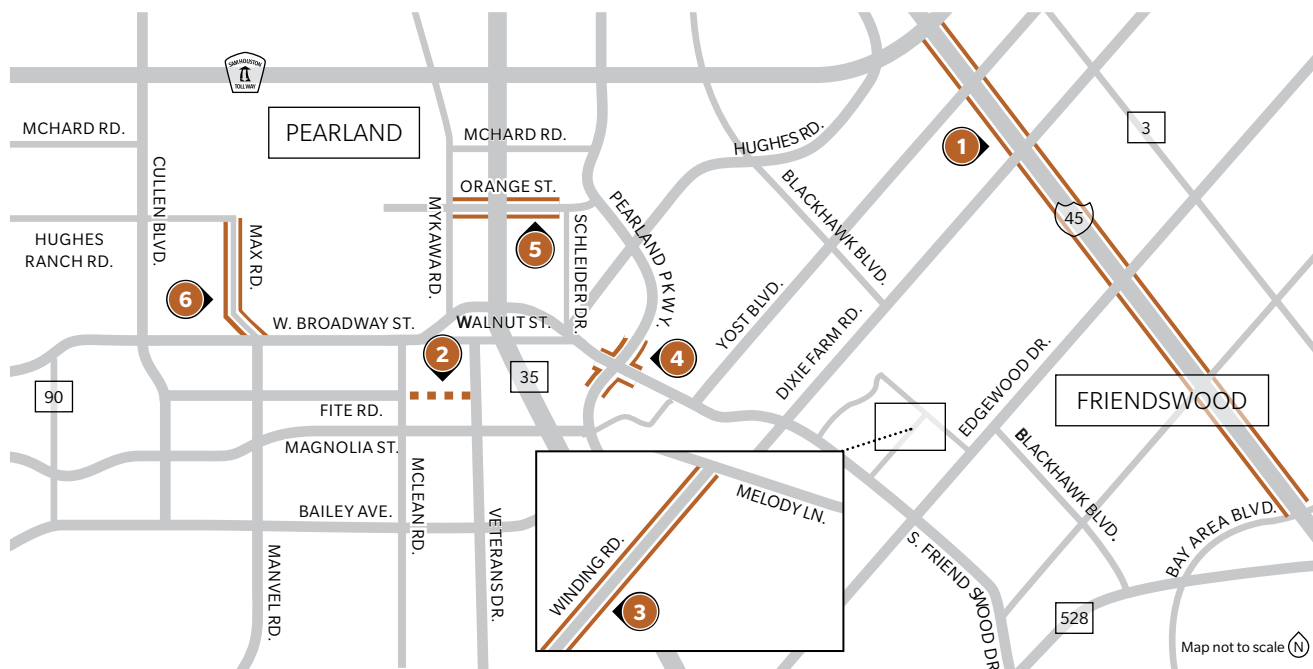 SAM HOUSTON
TOLLWAY
3
MCHARD RD.
PEARLAND
MCHARD RD.
HUGHES RD.
1
CULLEN BLVD.
ORANGE ST.
BLACKHAWK BLVD.
MYKAWA RD.
PEARLAND PKWY.
45
MAX RD.
SCHLEIDER DR.
HUGHES
RANCH RD.
5
6
YOST BLVD.
DIXIE FARM RD.
W. BROADWAY ST.
WALNUT ST.
2
4
EDGEWOOD DR.
35
90
FRIENDSWOOD
FITE RD.
MAGNOLIA ST.
BLACKHAWK BLVD.
MCLEAN RD.
MELODY LN.
BAILEY AVE.
VETERANS DR.
BAY AREA BLVD.
WINDING RD.
S. FRIENDSWOOD DR.
MANVEL RD.
3
528
Map not to scale N